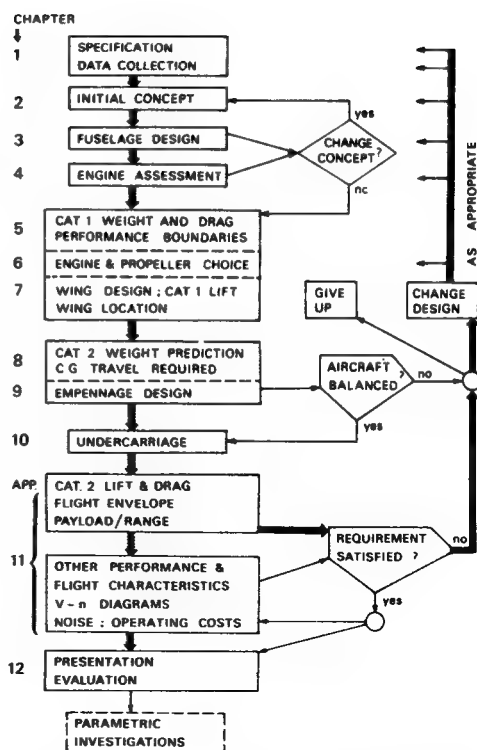 CHAPTER
1
SPECIFICATION
DATA COLLECTION
2
INITIAL CONCEPT
yes
3
FUSELAGE DESIGN
CHANGE
CONCEPT ?
4
ENGINE ASSESSMENT
nc
AS APPROPRIATE
5
CAT 1 WEIGHT AND DRAG
PERFORMANCE BOUNDARIES
6
ENGINE & PROPELLER CHOICE
7
WING DESIGN ; CAT 1 LIFT
WING LOCATION
GIVE
UP
CHANGE
DESIGN
8
CAT 2 WEIGHT PREDICTION
C G TRAVEL REQUIRED
9
EMPENNAGE DESIGN
AIRCRAFT ?
BALANCED
no
yes
10
UNDERCARRIAGE
APP.
11
CAT. 2 LIFT & DRAG
FLIGHT ENVELOPE
PAYLOAD/RANGE
REQUIREMENT
SATISFIED ?
no
OTHER PERFORMANCE &
FLIGHT CHARACTERISTICS
V - n DIAGRAMS
NOISE ; OPERATING COSTS
yes
12
PRESENTATION
EVALUATION
PARAMETRIC
INVESTIGATIONS